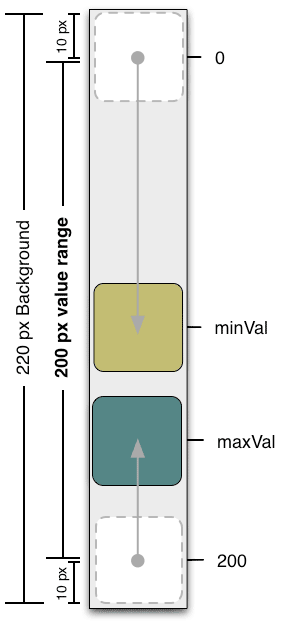 10 px
0
220 px Background
200 px value range
minVal
maxVal
200
10 px